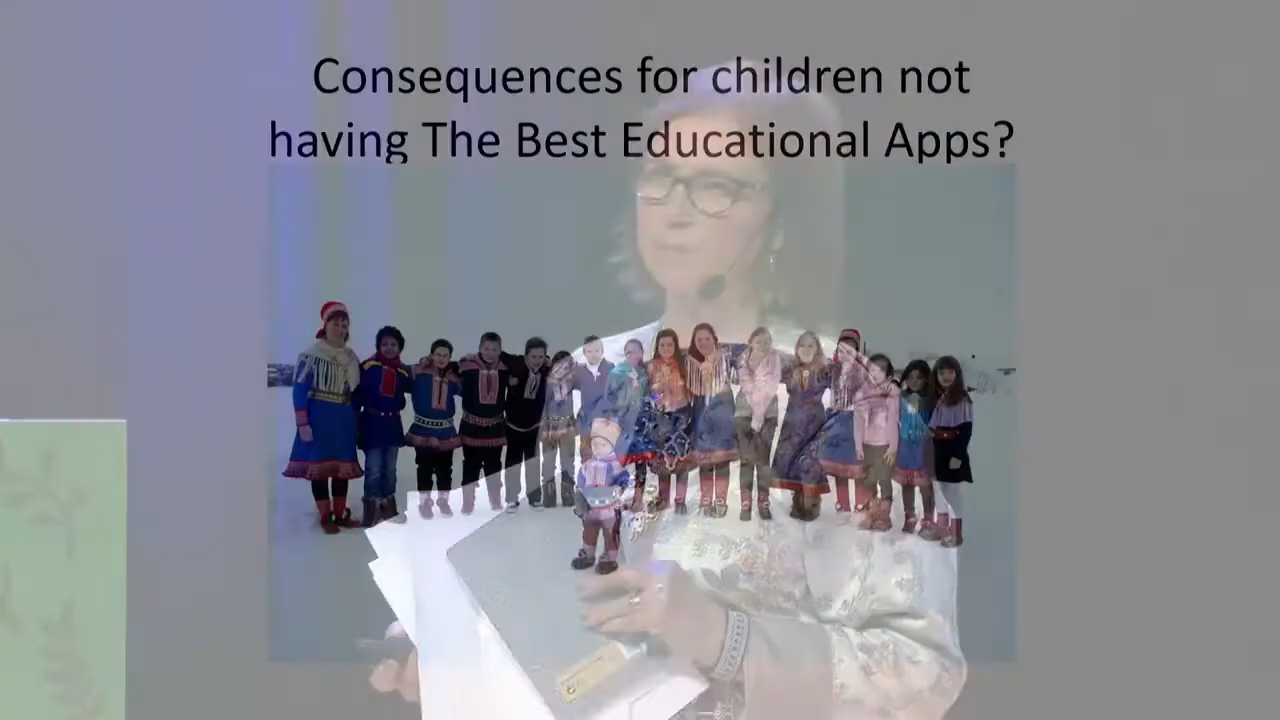 Consequences for children not
having The Best Educational Apps?